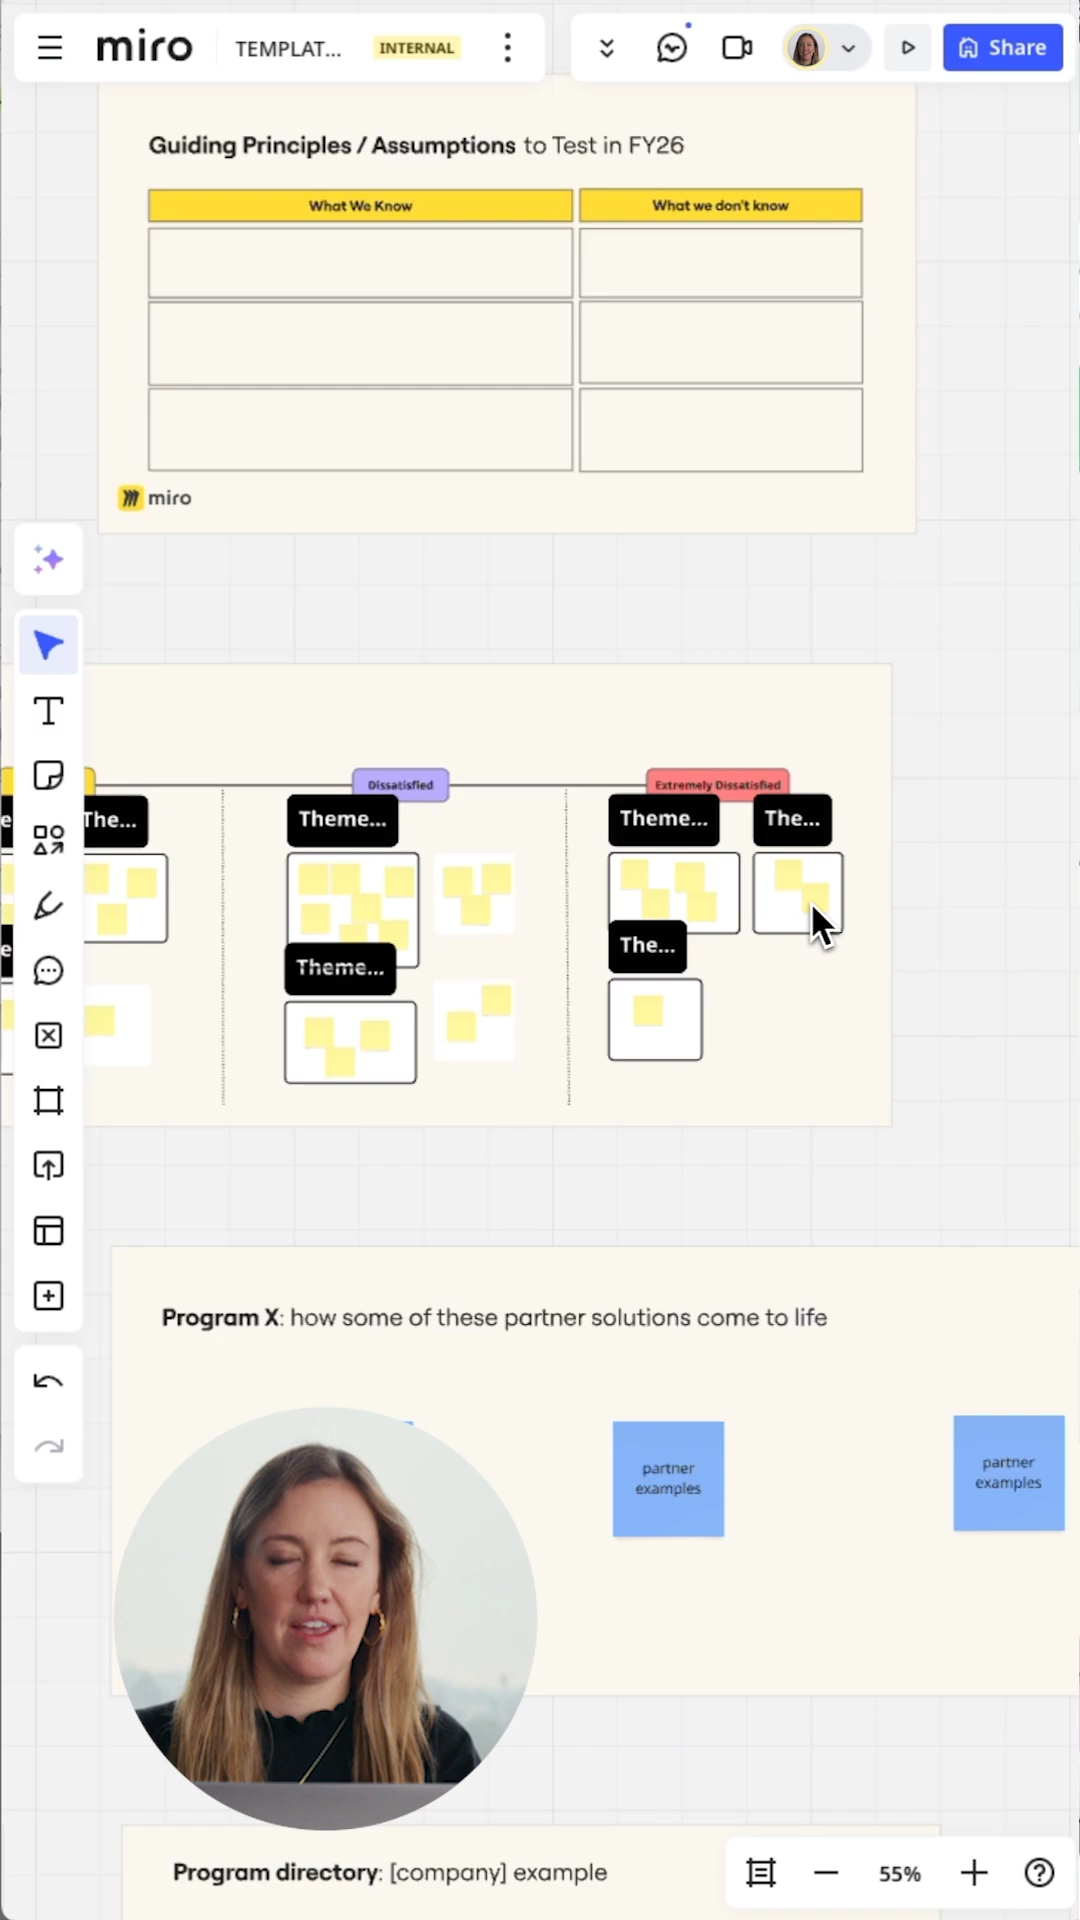 miro TEMPLAT... INTERNAL Share
Guiding Principles / Assumptions to Test in FY26
What We Know What we don't know
miro
Dissatisfied Extremely Dissatisfied
The... Theme... Theme... The...
Theme... The...
Program X: how some of these partner solutions come to life
partner
examples
partner
examples
Program directory: [company] example
55%